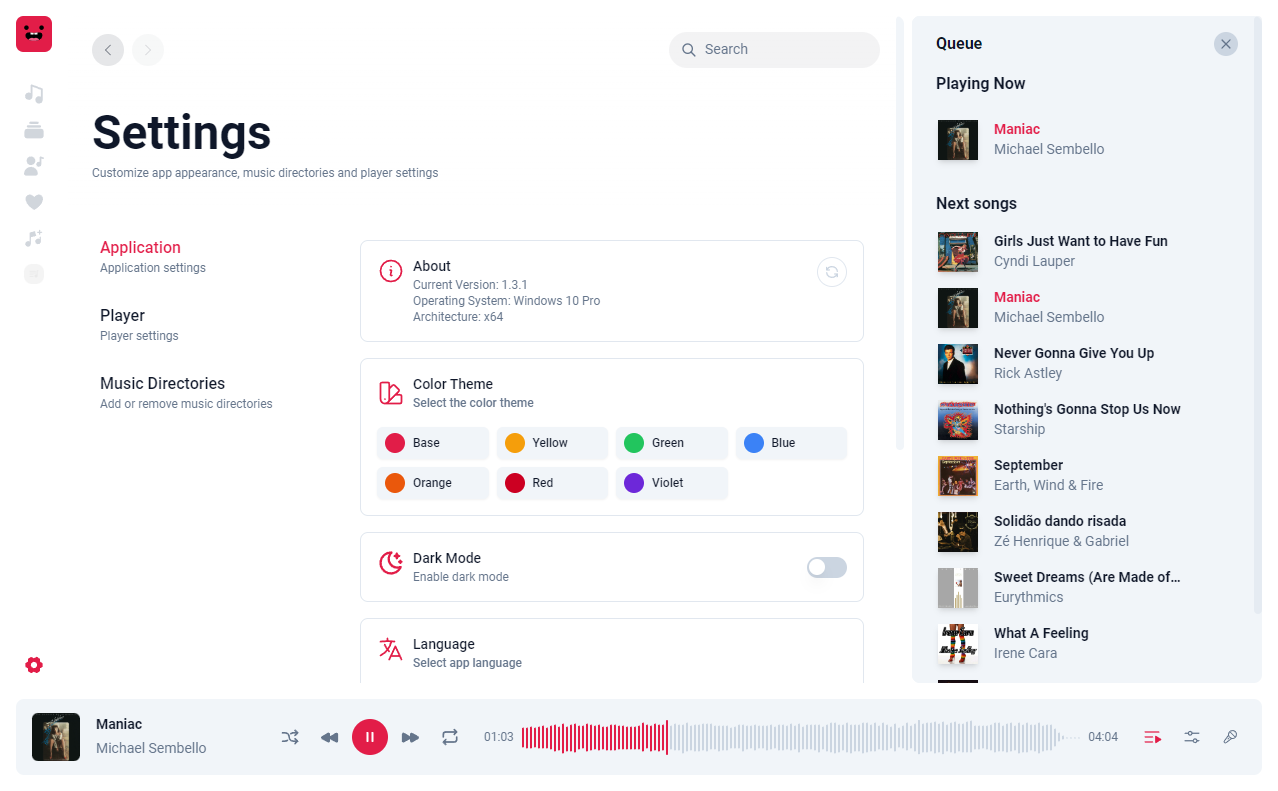 Search
Settings
Customize app appearance, music directories and player settings
Application
Application settings
Player
Player settings
Music Directories
Add or remove music directories
About
Current Version: 1.3.1
Operating System: Windows 10 Pro
Architecture: x64
Color Theme
Select the color theme
Base
Yellow
Green
Blue
Orange
Red
Violet
Dark Mode
Enable dark mode
Language
Select app language
Queue
Playing Now
Maniac
Michael Sembello
Next songs
Girls Just Want to Have Fun
Cyndi Lauper
Maniac
Michael Sembello
Never Gonna Give You Up
Rick Astley
Nothing's Gonna Stop Us Now
Starship
September
Earth, Wind & Fire
Solidão dando risada
Zé Henrique & Gabriel
Sweet Dreams (Are Made of...
Eurythmics
What A Feeling
Irene Cara
Maniac
Michael Sembello
01:03
04:04